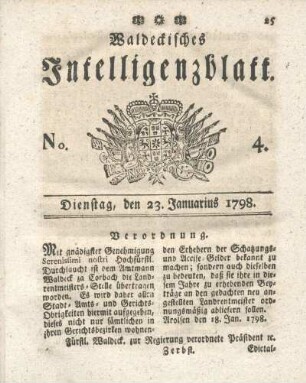 25
Waldeckisches
Intelligenzblatt.
No. 4.
Dienstag, den 23. Januarius 1798.
Verordnung.
Mit gnädigster Genehmigung
Serenissimi nostri Hochfürstl.
Durchlaucht ist dem Amtmann
Waldeck zu Corbach die Land-
rentmeisters-Stelle übertragen
worden. Es wird daher allen
Stadt- Amts- und Gerichts-
Obrigkeiten hiermit aufgegeben,
dieses nicht nur sämtlichen in
ihren Gerichtsbezirken wohnen-
den Erhebern der Schatzungs-
und Accise-Gelder bekannt zu
machen; sondern auch dieselben
zu bedeuten, daß sie ihre in die-
sem Jahre zu erhebenden Bey-
träge an den gedachten neu an-
gestellten Landrentmeister ord-
nungsmäßig abliefern sollen.
Arolsen den 18. Jan. 1798.
Fürstl. Waldeck. zur Regierung verordnete Präsident ꝛc.
Zerbst.
Edictal-